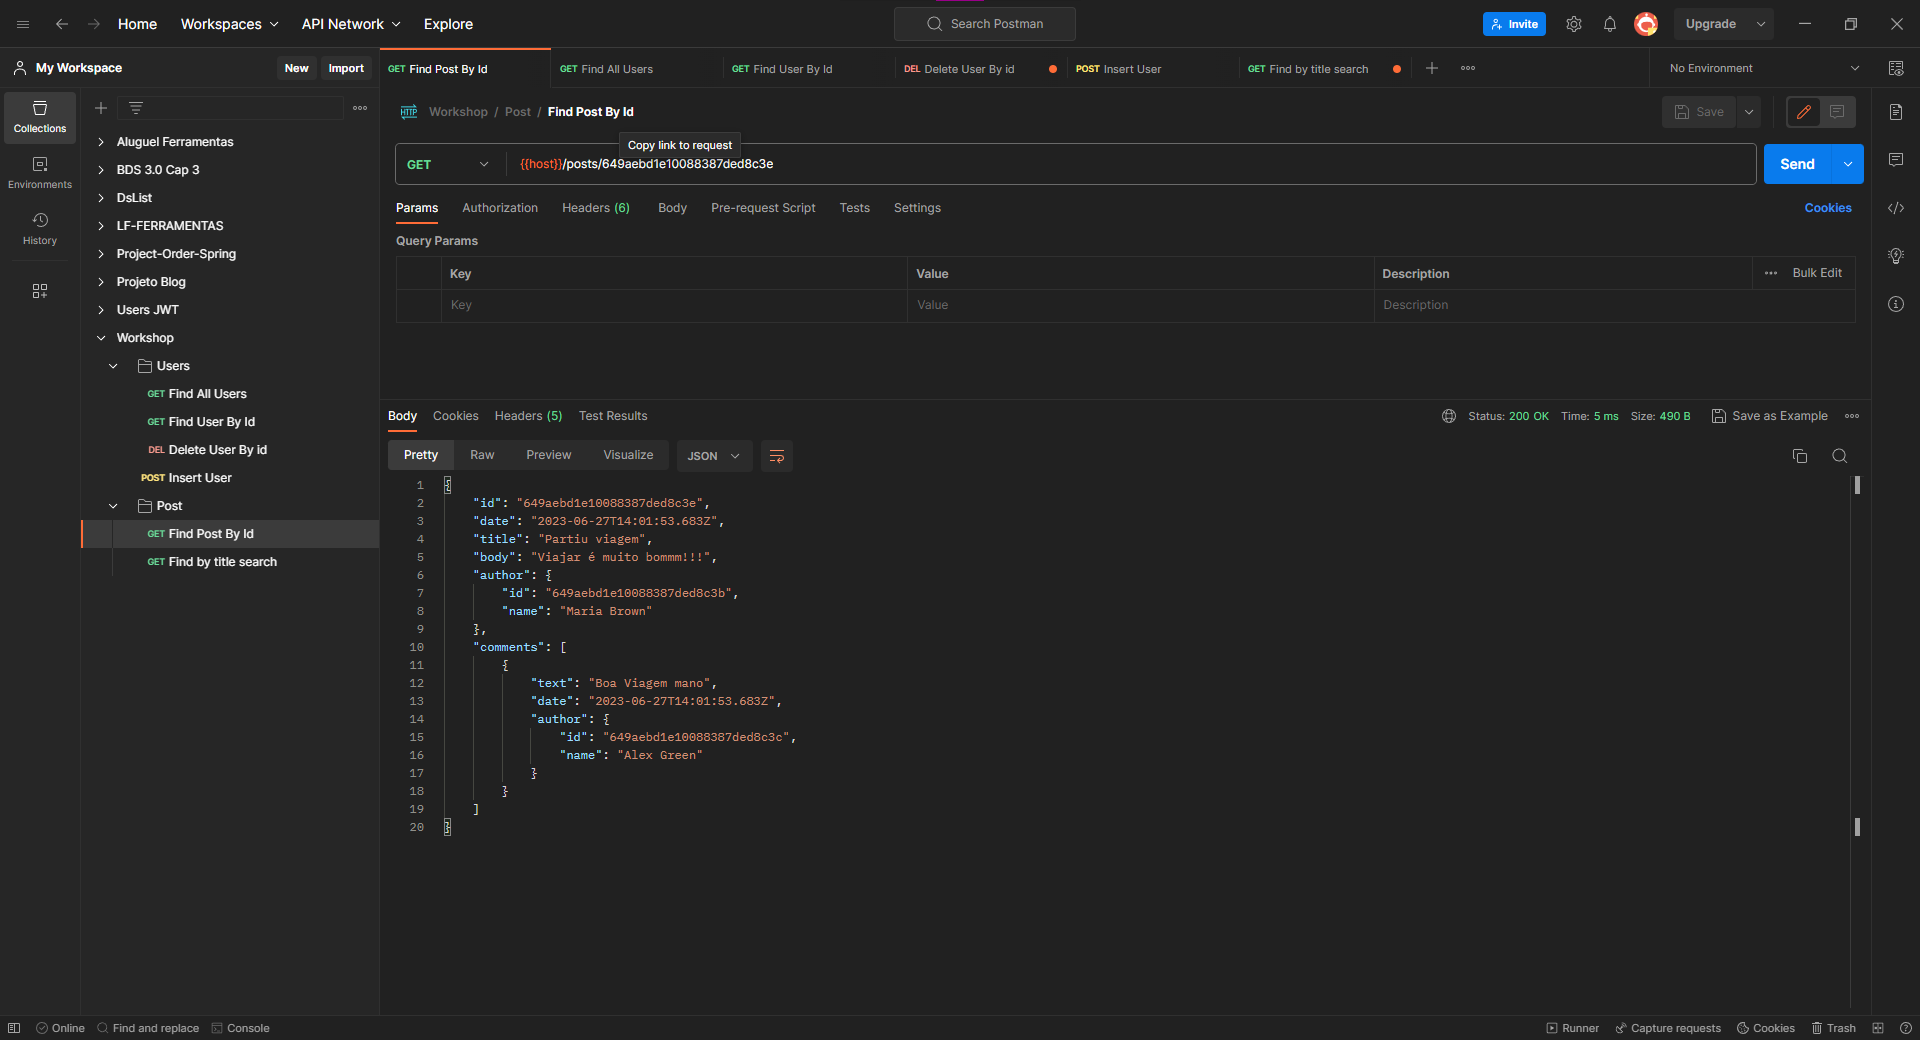 Home Workspaces API Network Explore Search Postman Invite Upgrade
My Workspace New Import
GET Find Post By Id GET Find All Users GET Find User By Id DEL Delete User By id POST Insert User GET Find by title search No Environment
Collections
Environments
History
Aluguel Ferramentas
BDS 3.0 Cap 3
DsList
LF-FERRAMENTAS
Project-Order-Spring
Projeto Blog
Users JWT
Workshop
Users
GET Find All Users
GET Find User By Id
DEL Delete User By id
POST Insert User
Post
GET Find Post By Id
GET Find by title search
HTTP Workshop / Post / Find Post By Id Save
Copy link to request
GET {{host}}/posts/649aebd1e10088387ded8c3e Send
Params Authorization Headers (6) Body Pre-request Script Tests Settings Cookies
Query Params
Key Value Description Bulk Edit
Key Value Description
Body Cookies Headers (5) Test Results Status: 200 OK Time: 5 ms Size: 490 B Save as Example
Pretty Raw Preview Visualize JSON
1 {
2 "id": "649aebd1e10088387ded8c3e",
3 "date": "2023-06-27T14:01:53.683Z",
4 "title": "Partiu viagem",
5 "body": "Viajar é muito bommm!!!",
6 "author": {
7 "id": "649aebd1e10088387ded8c3b",
8 "name": "Maria Brown"
9 },
10 "comments": [
11 {
12 "text": "Boa Viagem mano",
13 "date": "2023-06-27T14:01:53.683Z",
14 "author": {
15 "id": "649aebd1e10088387ded8c3c",
16 "name": "Alex Green"
17 }
18 }
19 ]
20 }
Online Find and replace Console Runner Capture requests Cookies Trash